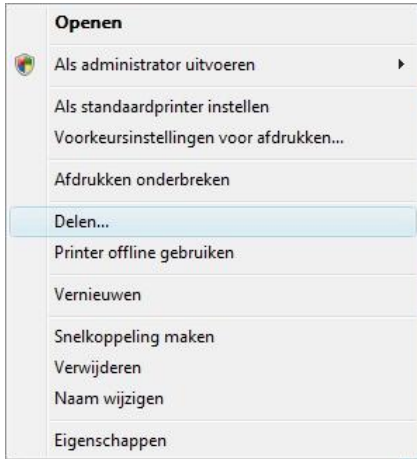 Openen
Als administrator uitvoeren
Als standaardprinter instellen
Voorkeursinstellingen voor afdrukken...
Afdrukken onderbreken
Delen...
Printer offline gebruiken
Vernieuwen
Snelkoppeling maken
Verwijderen
Naam wijzigen
Eigenschappen